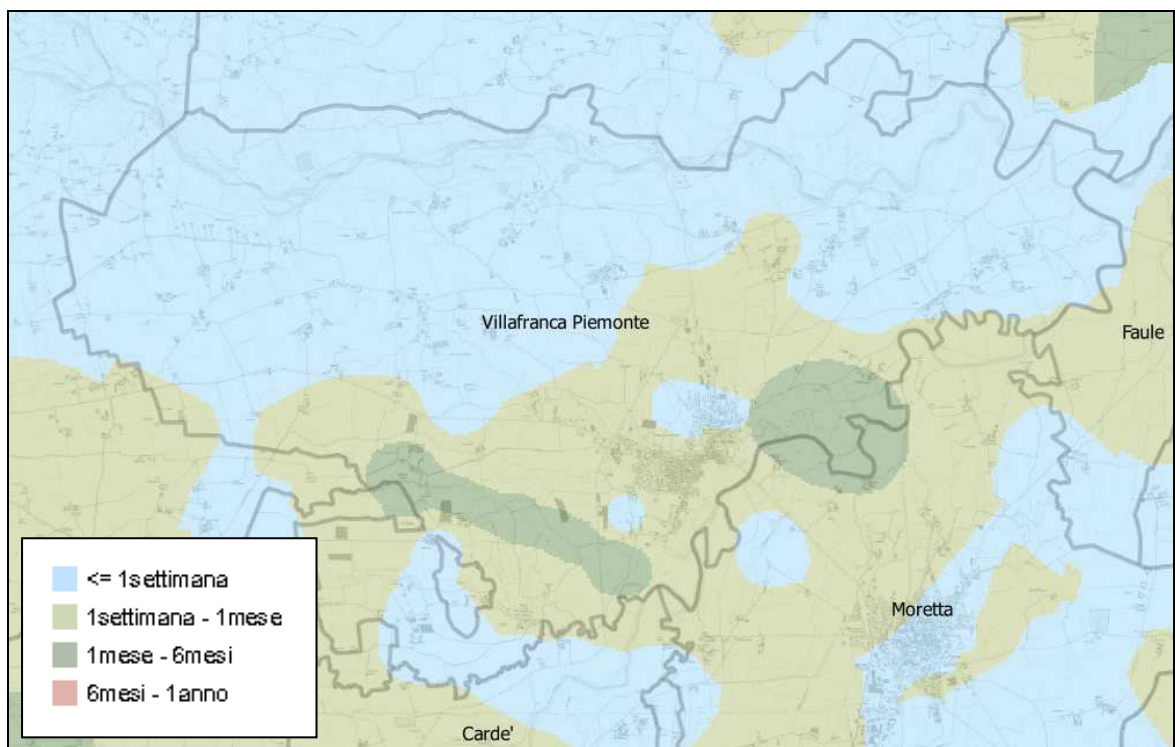 Villafranca Piemonte
Faule
<= 1settimana
1settimana - 1mese
1mese - 6mesi
6mesi - 1anno
Moretta
Carde'